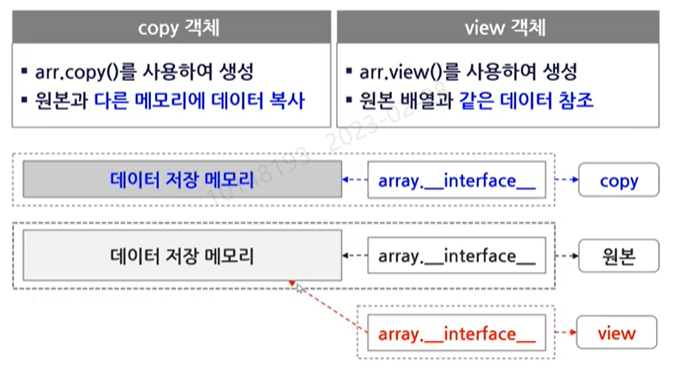 copy 객체
view 객체
▪ arr.copy()를 사용하여 생성
▪ 원본과 다른 메모리에 데이터 복사
▪ arr.view()를 사용하여 생성
▪ 원본 배열과 같은 데이터 참조
데이터 저장 메모리
array.__interface__
copy
데이터 저장 메모리
array.__interface__
원본
array.__interface__
view